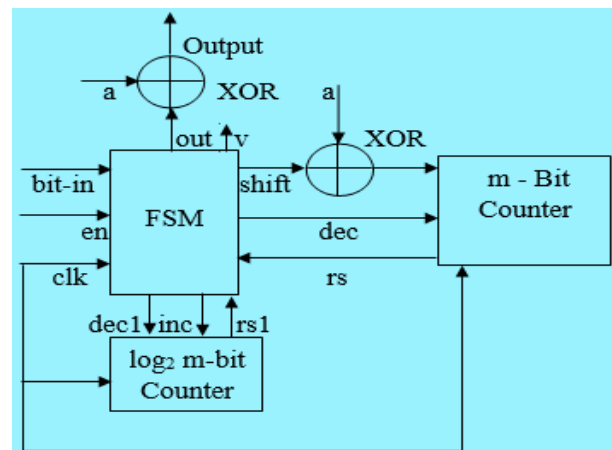 Output
a
XOR
a
out
v
XOR
bit-in
shift
m - Bit
Counter
en
FSM
dec
clk
rs
dec1
inc
rs1
log₂ m-bit
Counter